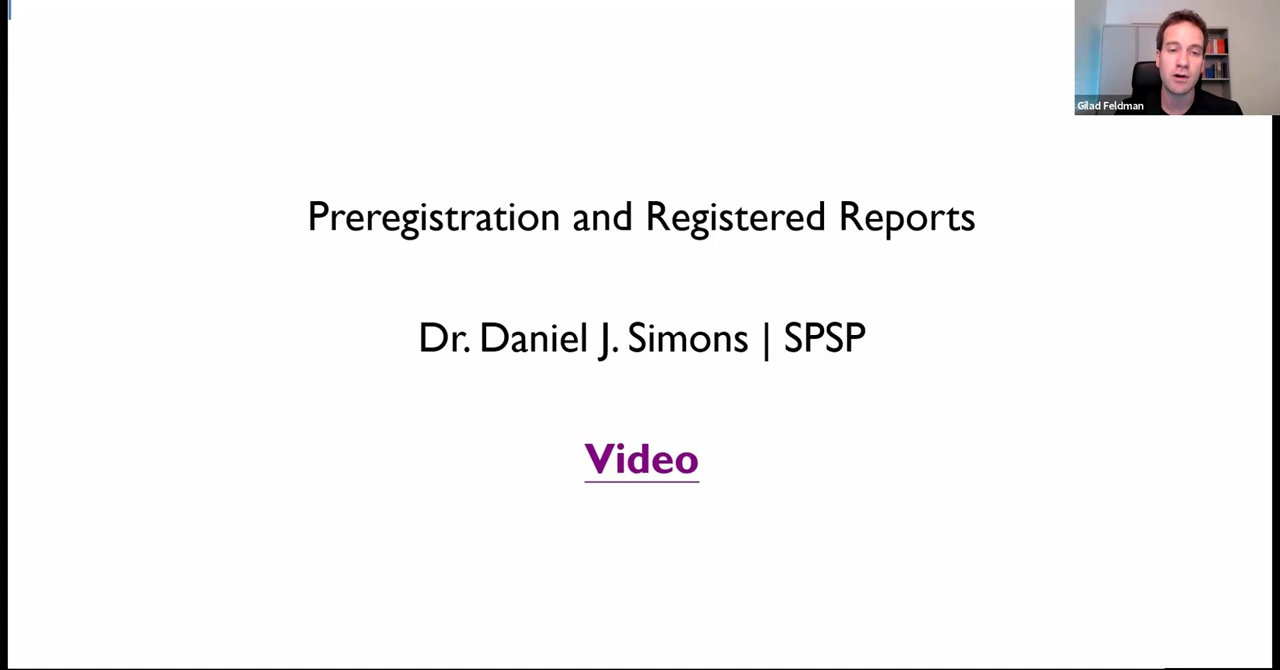 Gilad Feldman
Preregistration and Registered Reports
Dr. Daniel J. Simons | SPSP
Video